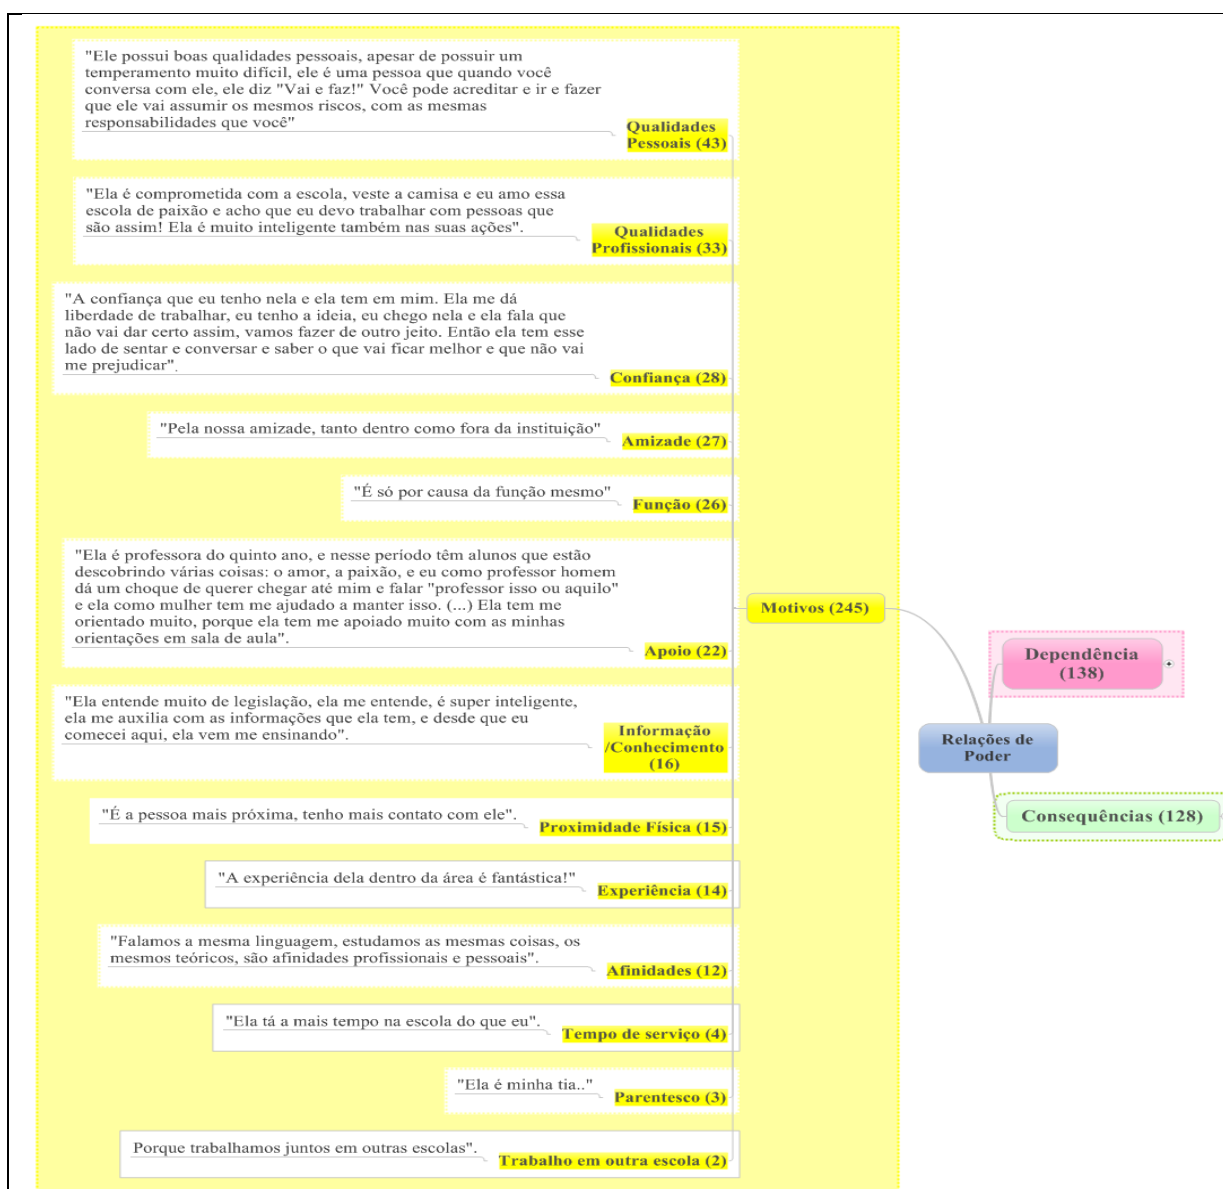 "Ele possui boas qualidades pessoais, apesar de possuir um
temperamento muito difícil, ele é uma pessoa que quando você
conversa com ele, ele diz "Vai e faz!" Você pode acreditar e ir e fazer
que ele vai assumir os mesmos riscos, com as mesmas
responsabilidades que você"
Qualidades
Pessoais (43)
"Ela é comprometida com a escola, veste a camisa e eu amo essa
escola de paixão e acho que eu devo trabalhar com pessoas que
são assim! Ela é muito inteligente também nas suas ações".
Qualidades
Profissionais (33)
"A confiança que eu tenho nela e ela tem em mim. Ela me dá
liberdade de trabalhar, eu tenho a ideia, eu chego nela e ela fala que
não vai dar certo assim, vamos fazer de outro jeito. Então ela tem esse
lado de sentar e conversar e saber o que vai ficar melhor e que não vai
me prejudicar".
Confiança (28)
"Pela nossa amizade, tanto dentro como fora da instituição"
Amizade (27)
"É só por causa da função mesmo"
Função (26)
"Ela é professora do quinto ano, e nesse período têm alunos que estão
descobrindo várias coisas: o amor, a paixão, e eu como professor homem
dá um choque de querer chegar até mim e falar "professor isso ou aquilo"
e ela como mulher tem me ajudado a manter isso. (...) Ela tem me
orientado muito, porque ela tem me apoiado muito com as minhas
orientações em sala de aula".
Apoio (22)
"Ela entende muito de legislação, ela me entende, é super inteligente,
ela me auxilia com as informações que ela tem, e desde que eu
comecei aqui, ela vem me ensinando".
Informação
/Conhecimento
(16)
"É a pessoa mais próxima, tenho mais contato com ele".
Proximidade Física (15)
"A experiência dela dentro da área é fantástica!"
Experiência (14)
"Falamos a mesma linguagem, estudamos as mesmas coisas, os
mesmos teóricos, são afinidades profissionais e pessoais".
Afinidades (12)
"Ela tá a mais tempo na escola do que eu".
Tempo de serviço (4)
"Ela é minha tia.."
Parentesco (3)
Porque trabalhamos juntos em outras escolas".
Trabalho em outra escola (2)
Motivos (245)
Dependência
(138)
Relações de
Poder
Consequências (128)